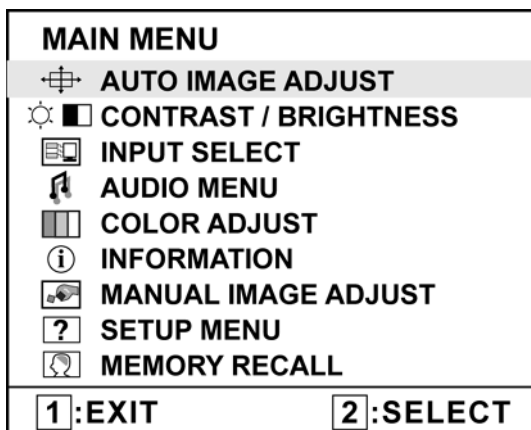 MAIN MENU
AUTO IMAGE ADJUST
CONTRAST / BRIGHTNESS
INPUT SELECT
AUDIO MENU
COLOR ADJUST
i INFORMATION
MANUAL IMAGE ADJUST
? SETUP MENU
MEMORY RECALL
1 :EXIT 2 :SELECT